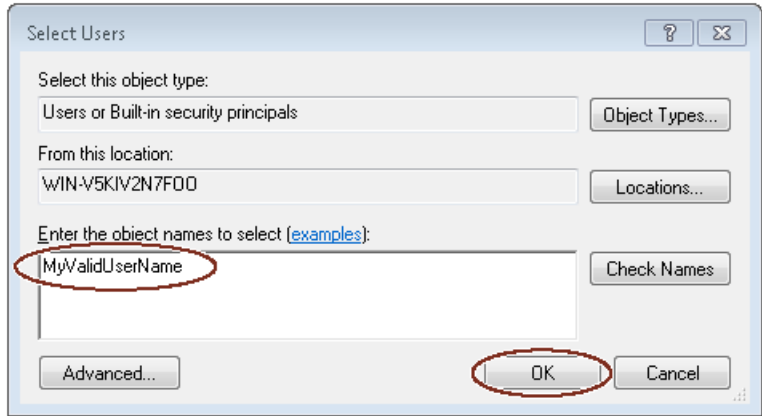 Select Users
Select this object type:
Users or Built-in security principals
Object Types...
From this location:
WIN-V5KIV2N7FOO
Locations...
Enter the object names to select (examples):
MyValidUserName
Check Names
Advanced...
OK
Cancel